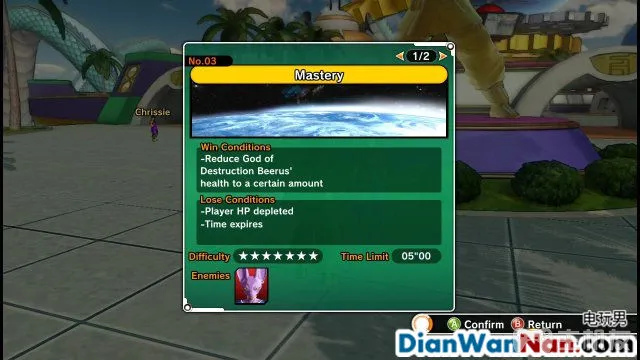 No.03
1/2
Mastery
Chrissie
Win Conditions
-Reduce God of
Destruction Beerus'
health to a certain amount
Lose Conditions
-Player HP depleted
-Time expires
Difficulty ★★★★★★★ Time Limit 05"00
Enemies
A Confirm B Return
电玩男
DianWanNan.com